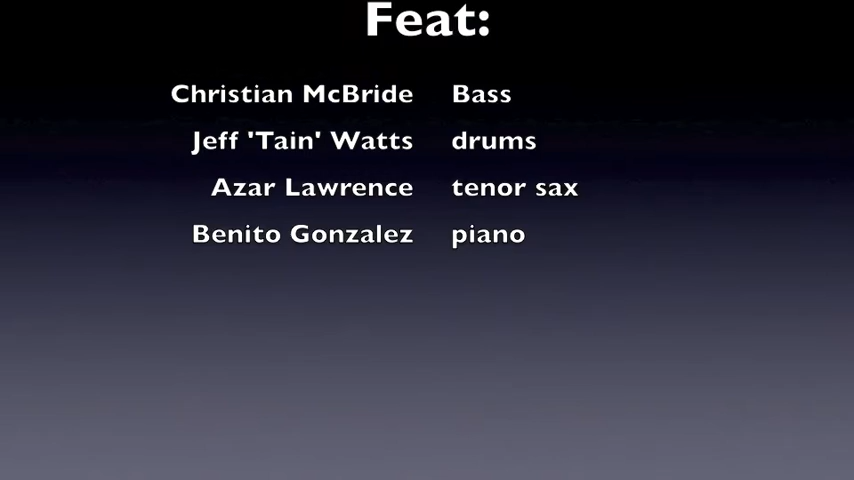 Feat:
Christian McBride Bass
Jeff 'Tain' Watts drums
Azar Lawrence tenor sax
Benito Gonzalez piano